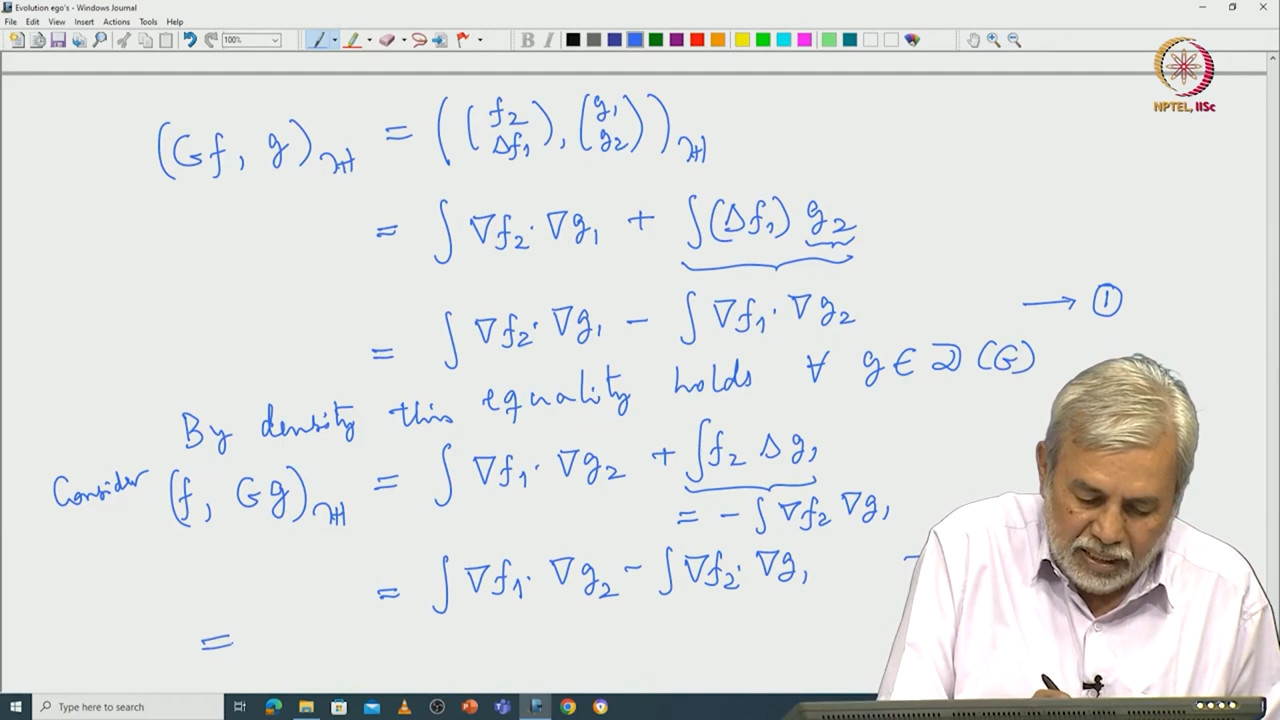 Evolution eqo's - Windows Journal
File Edit View Insert Actions Tools Help
100%
B I
NPTEL, IISc
(Gf, g)_ℋ = ((f₂ Δf₁), (g₁ g₂))_ℋ
= ∫ ∇f₂ · ∇g₁ + ∫(Δf₁) g₂
= ∫ ∇f₂ · ∇g₁ − ∫ ∇f₁ · ∇g₂ → ①
By density this equality holds ∀ g ∈ D(G)
Consider (f, Gg)_ℋ = ∫ ∇f₁ · ∇g₂ + ∫ f₂ Δg₁
= − ∫ ∇f₂ ∇g₁
= ∫ ∇f₁ · ∇g₂ − ∫ ∇f₂ · ∇g₁ −
=
Type here to search